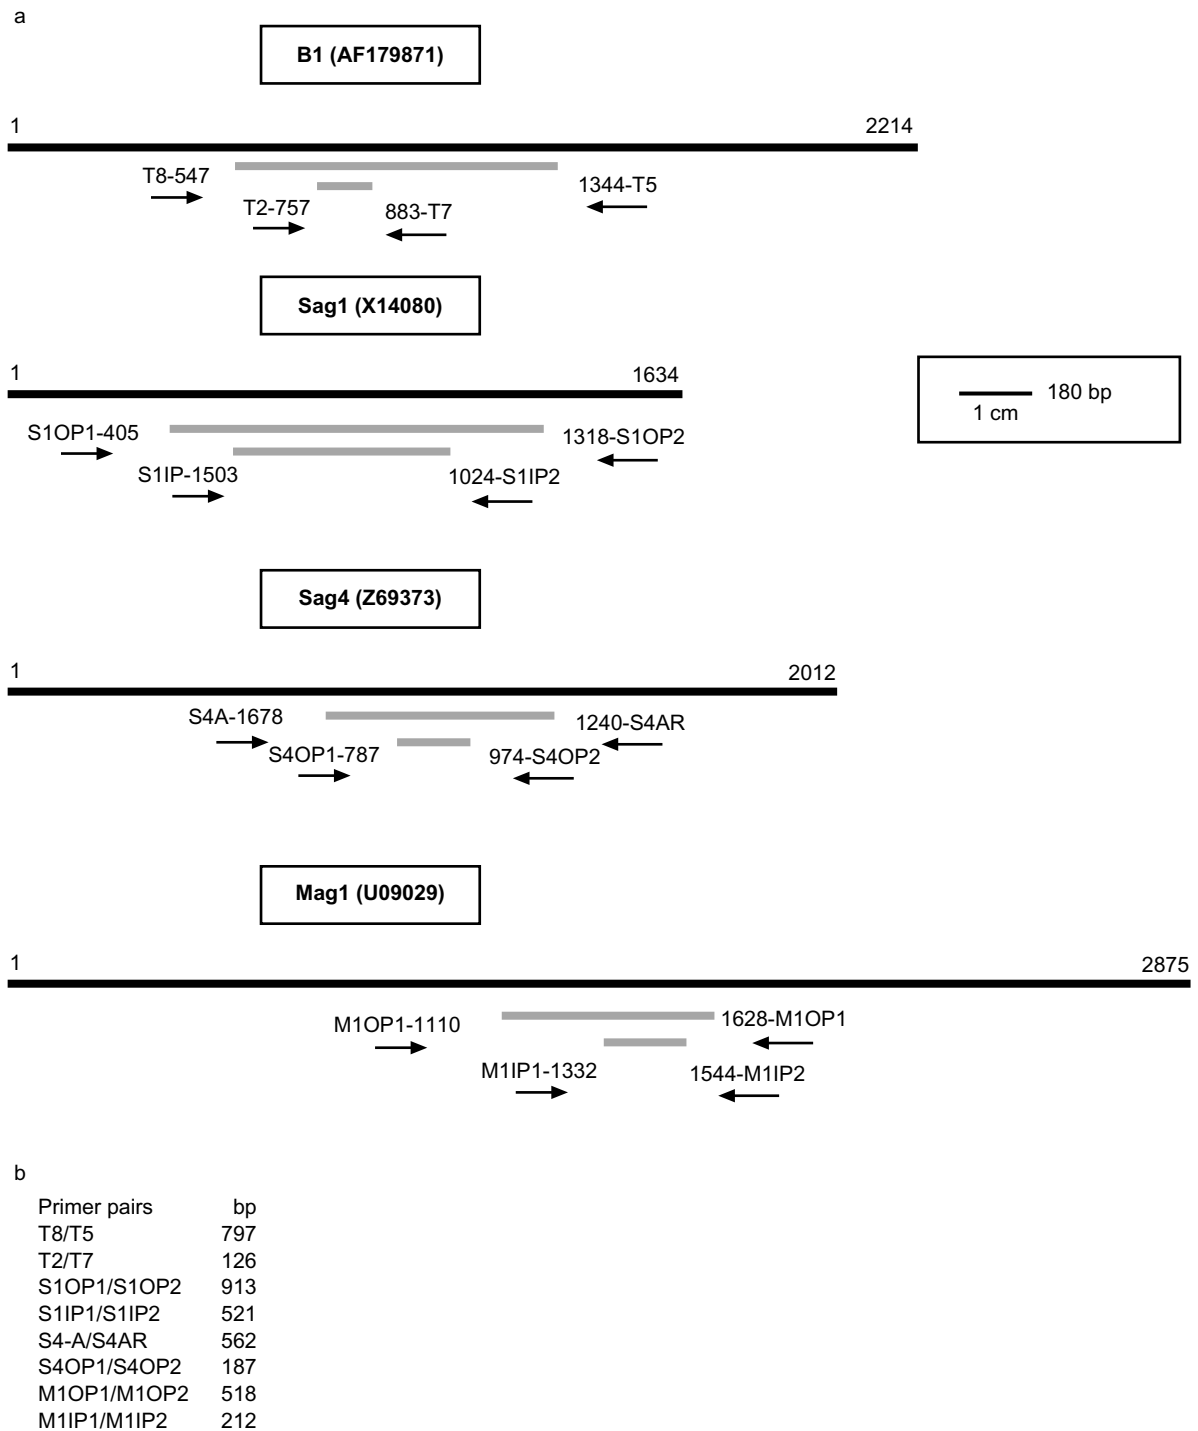 a
B1 (AF179871)
1 2214
T8-547
T2-757 883-T7 1344-T5
Sag1 (X14080)
1 1634
180 bp
1 cm
S1OP1-405 1318-S1OP2
S1IP-1503 1024-S1IP2
Sag4 (Z69373)
1 2012
S4A-1678 1240-S4AR
S4OP1-787 974-S4OP2
Mag1 (U09029)
1 2875
M1OP1-1110 1628-M1OP1
M1IP1-1332 1544-M1IP2
b
Primer pairs bp
T8/T5 797
T2/T7 126
S1OP1/S1OP2 913
S1IP1/S1IP2 521
S4-A/S4AR 562
S4OP1/S4OP2 187
M1OP1/M1OP2 518
M1IP1/M1IP2 212